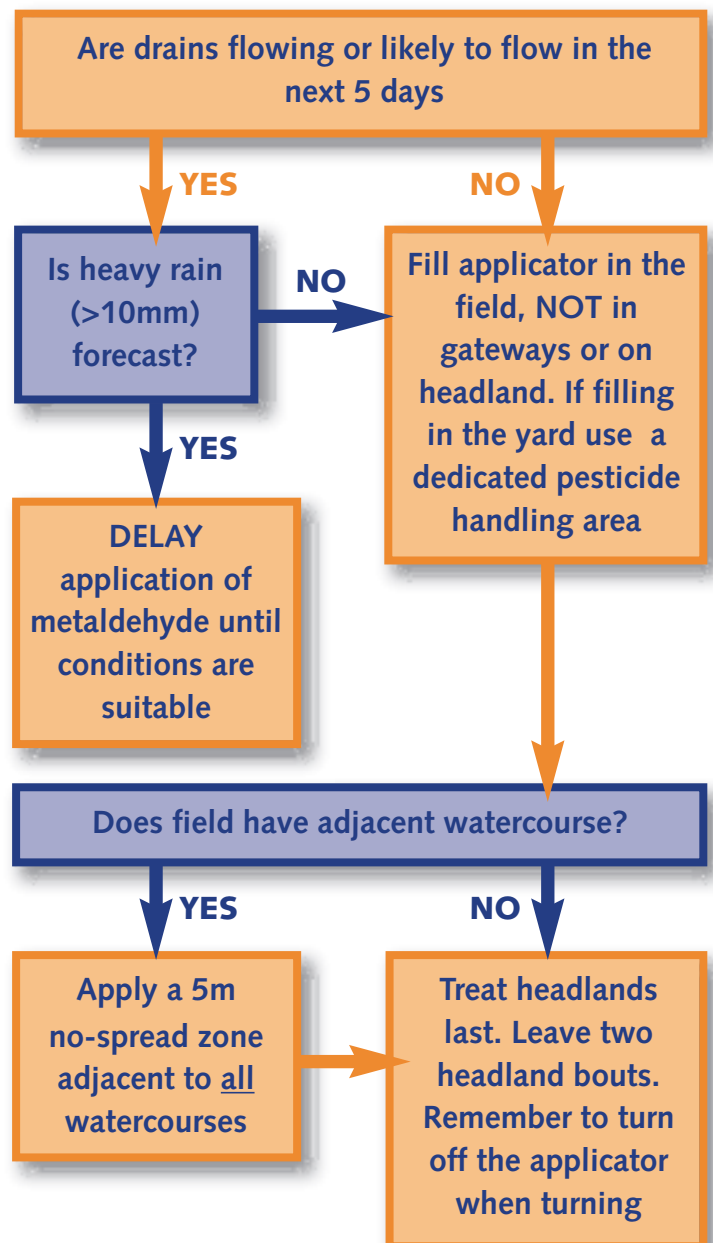 Are drains flowing or likely to flow in the
next 5 days
YES
NO
Is heavy rain
(>10mm)
forecast?
NO
Fill applicator in the
field, NOT in
gateways or on
headland. If filling
in the yard use a
dedicated pesticide
handling area
YES
DELAY
application of
metaldehyde until
conditions are
suitable
Does field have adjacent watercourse?
YES
NO
Apply a 5m
no-spread zone
adjacent to all
watercourses
Treat headlands
last. Leave two
headland bouts.
Remember to turn
off the applicator
when turning